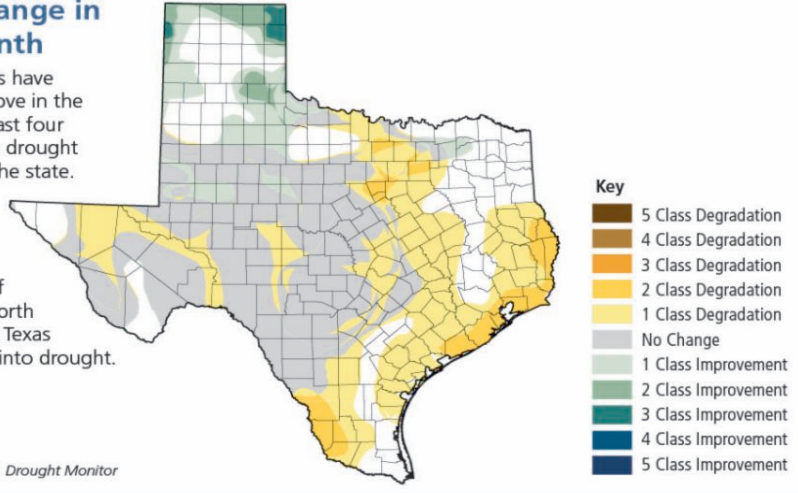 ange in
nth
s have
ove in the
ast four
drought
he state.
f
orth
Texas
into drought.
Drought Monitor
Key
5 Class Degradation
4 Class Degradation
3 Class Degradation
2 Class Degradation
1 Class Degradation
No Change
1 Class Improvement
2 Class Improvement
3 Class Improvement
4 Class Improvement
5 Class Improvement